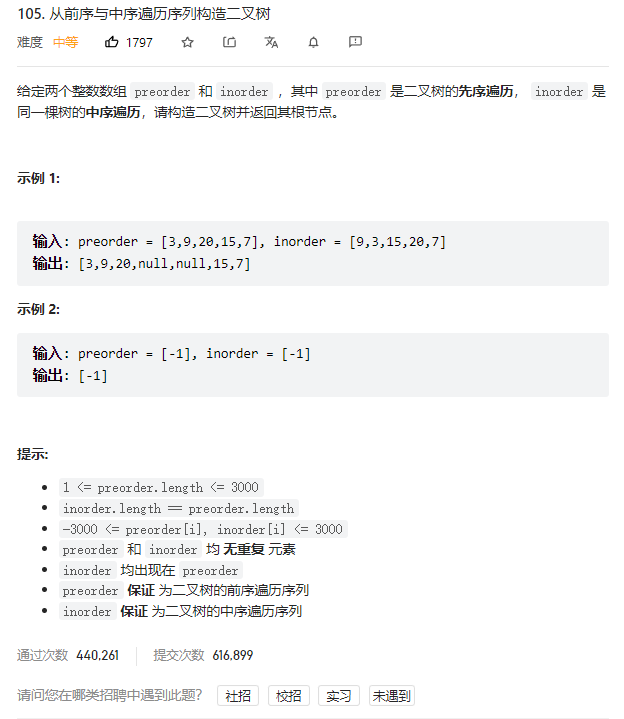 105. 从前序与中序遍历序列构造二叉树
难度 中等 1797
给定两个整数数组 preorder 和 inorder ，其中 preorder 是二叉树的先序遍历， inorder 是
同一棵树的中序遍历，请构造二叉树并返回其根节点。
示例 1:
输入: preorder = [3,9,20,15,7], inorder = [9,3,15,20,7]
输出: [3,9,20,null,null,15,7]
示例 2:
输入: preorder = [-1], inorder = [-1]
输出: [-1]
提示:
1 <= preorder.length <= 3000
inorder.length == preorder.length
-3000 <= preorder[i], inorder[i] <= 3000
preorder 和 inorder 均 无重复 元素
inorder 均出现在 preorder
preorder 保证 为二叉树的前序遍历序列
inorder 保证 为二叉树的中序遍历序列
通过次数 440,261 提交次数 616,899
请问您在哪类招聘中遇到此题？ 社招 校招 实习 未遇到